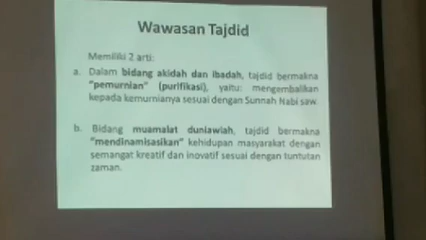 Wawasan Tajdid
Memiliki 2 arti:
a. Dalam bidang akidah dan ibadah, tajdid bermakna
"pemurnian" (purifikasi), yaitu: mengembalikan
kepada kemurniannya sesuai dengan Sunnah Nabi saw.
b. Bidang muamalat duniawiah, tajdid bermakna
"mendinamisasikan" kehidupan masyarakat dengan
semangat kreatif dan inovatif sesuai dengan tuntutan
zaman.